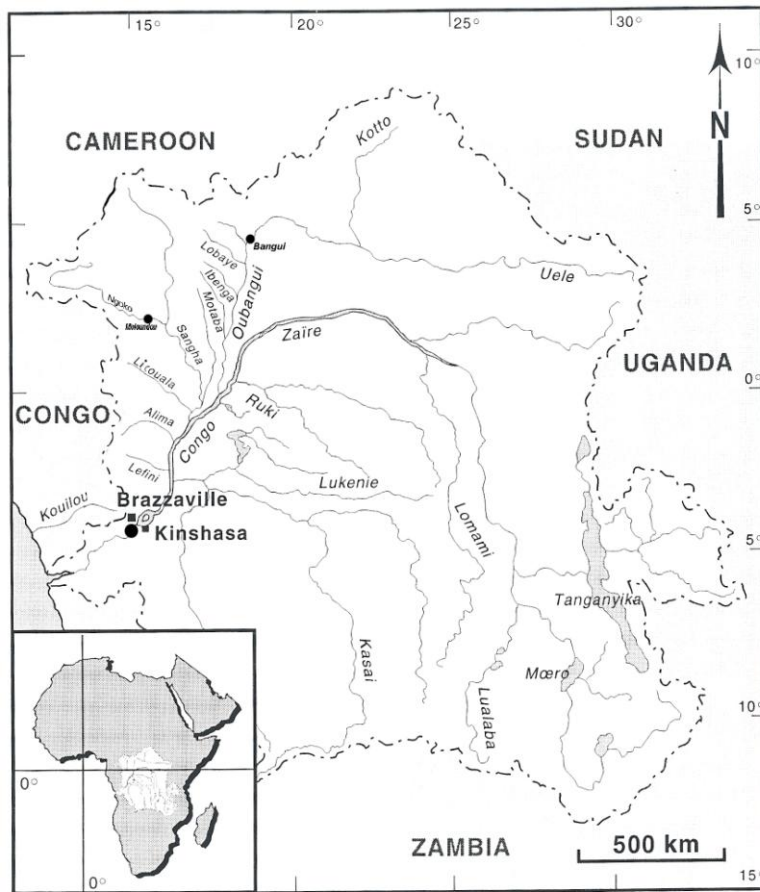 15° 20° 25° 30°
10°
N
CAMEROON
SUDAN
Kotto
5°
Bangui
Lobaye
Ibenga
Motaba
Oubangui
Uele
Ngoko
Sangha
Zaïre
UGANDA
0°
CONGO
Alima
Congo
Ruki
Lefini
Lukenie
Brazzaville
Kouilou
Kinshasa
Lomami
5°
Tanganyika
Kasai
Mœro
Lualaba
10°
0°
0°
ZAMBIA
500 km
15°